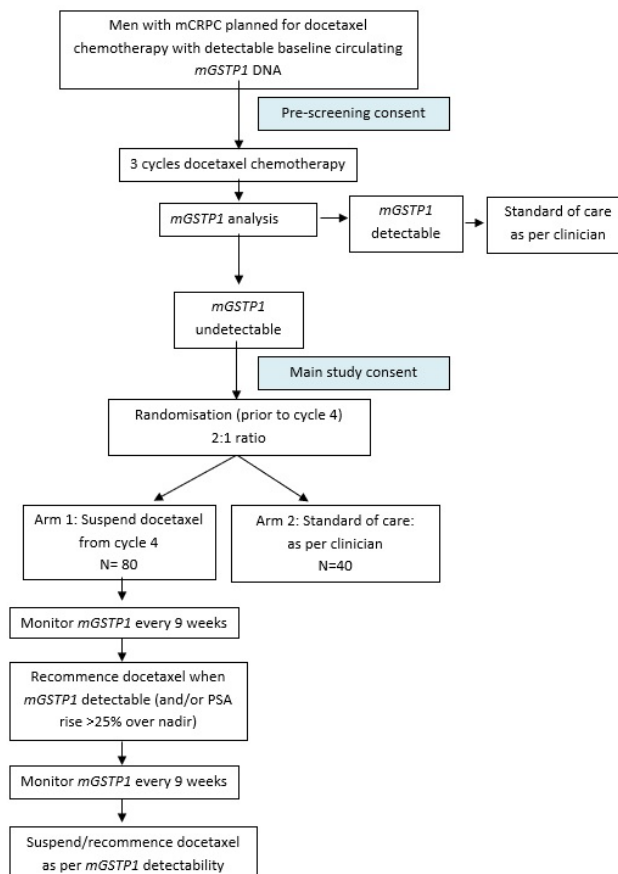 Men with mCRPC planned for docetaxel
chemotherapy with detectable baseline circulating
mGSTP1 DNA
Pre-screening consent
3 cycles docetaxel chemotherapy
mGSTP1 analysis
mGSTP1
detectable
Standard of care
as per clinician
mGSTP1
undetectable
Main study consent
Randomisation (prior to cycle 4)
2:1 ratio
Arm 1: Suspend docetaxel
from cycle 4
N= 80
Arm 2: Standard of care:
as per clinician
N=40
Monitor mGSTP1 every 9 weeks
Recommence docetaxel when
mGSTP1 detectable (and/or PSA
rise >25% over nadir)
Monitor mGSTP1 every 9 weeks
Suspend/recommence docetaxel
as per mGSTP1 detectability